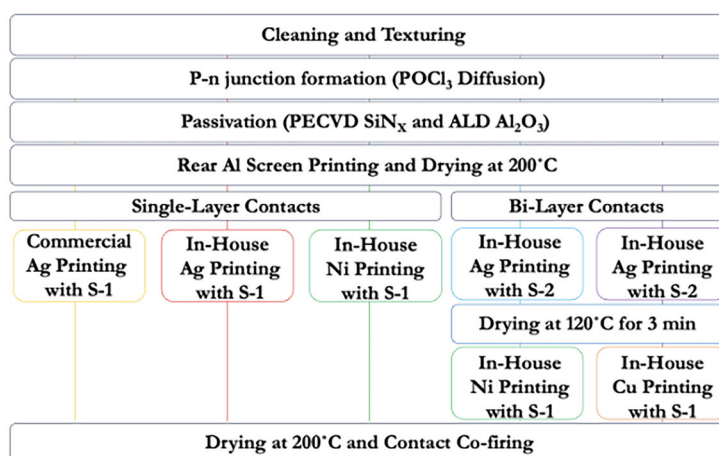 Cleaning and Texturing
P-n junction formation (POCl₃ Diffusion)
Passivation (PECVD SiNₓ and ALD Al₂O₃)
Rear Al Screen Printing and Drying at 200˚C
Single-Layer Contacts
Bi-Layer Contacts
Commercial
Ag Printing
with S-1
In-House
Ag Printing
with S-1
In-House
Ni Printing
with S-1
In-House
Ag Printing
with S-2
In-House
Ag Printing
with S-2
Drying at 120˚C for 3 min
In-House
Ni Printing
with S-1
In-House
Cu Printing
with S-1
Drying at 200˚C and Contact Co-firing